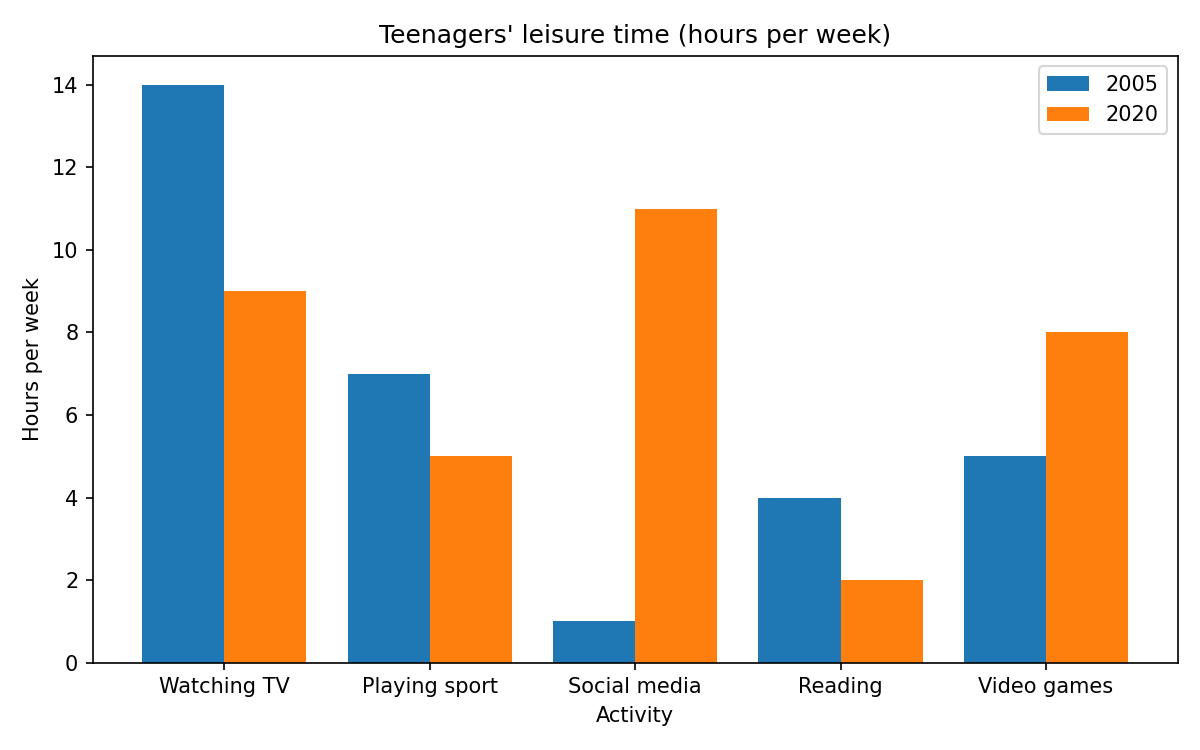 Teenagers' leisure time (hours per week)
2005
2020
Hours per week
14
12
10
8
6
4
2
0
Watching TV Playing sport Social media Reading Video games
Activity